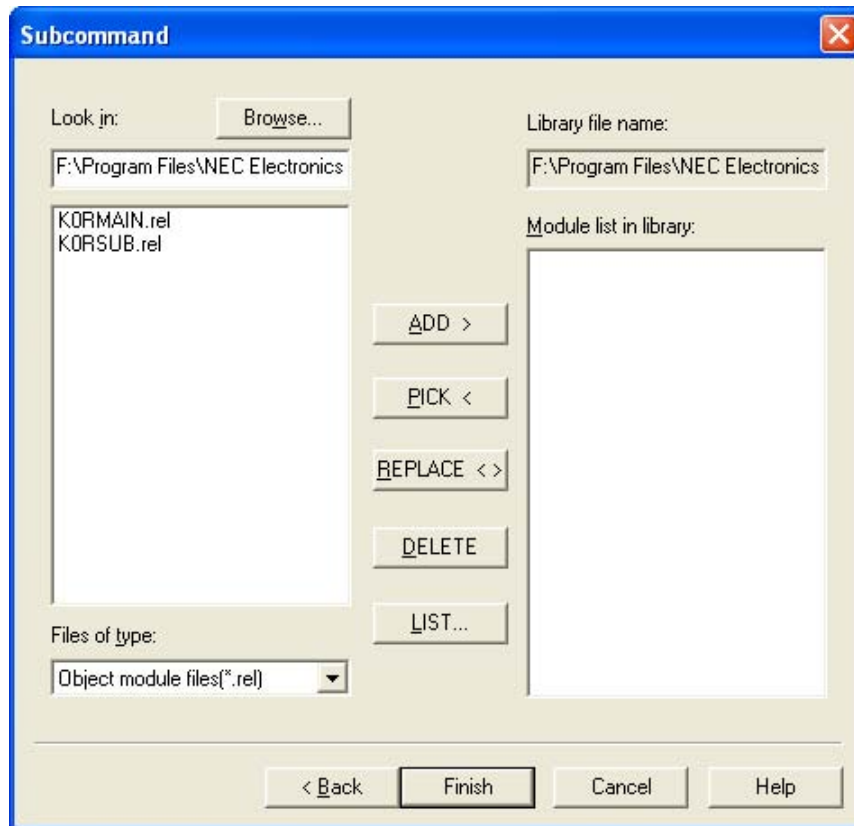 Subcommand
Look in:
Browse...
F:\Program Files\NEC Electronics
K0RMAIN.rel
K0RSUB.rel
Files of type:
Object module files(*.rel)
ADD >
PICK <
REPLACE < >
DELETE
LIST...
Library file name:
F:\Program Files\NEC Electronics
Module list in library:
< Back
Finish
Cancel
Help